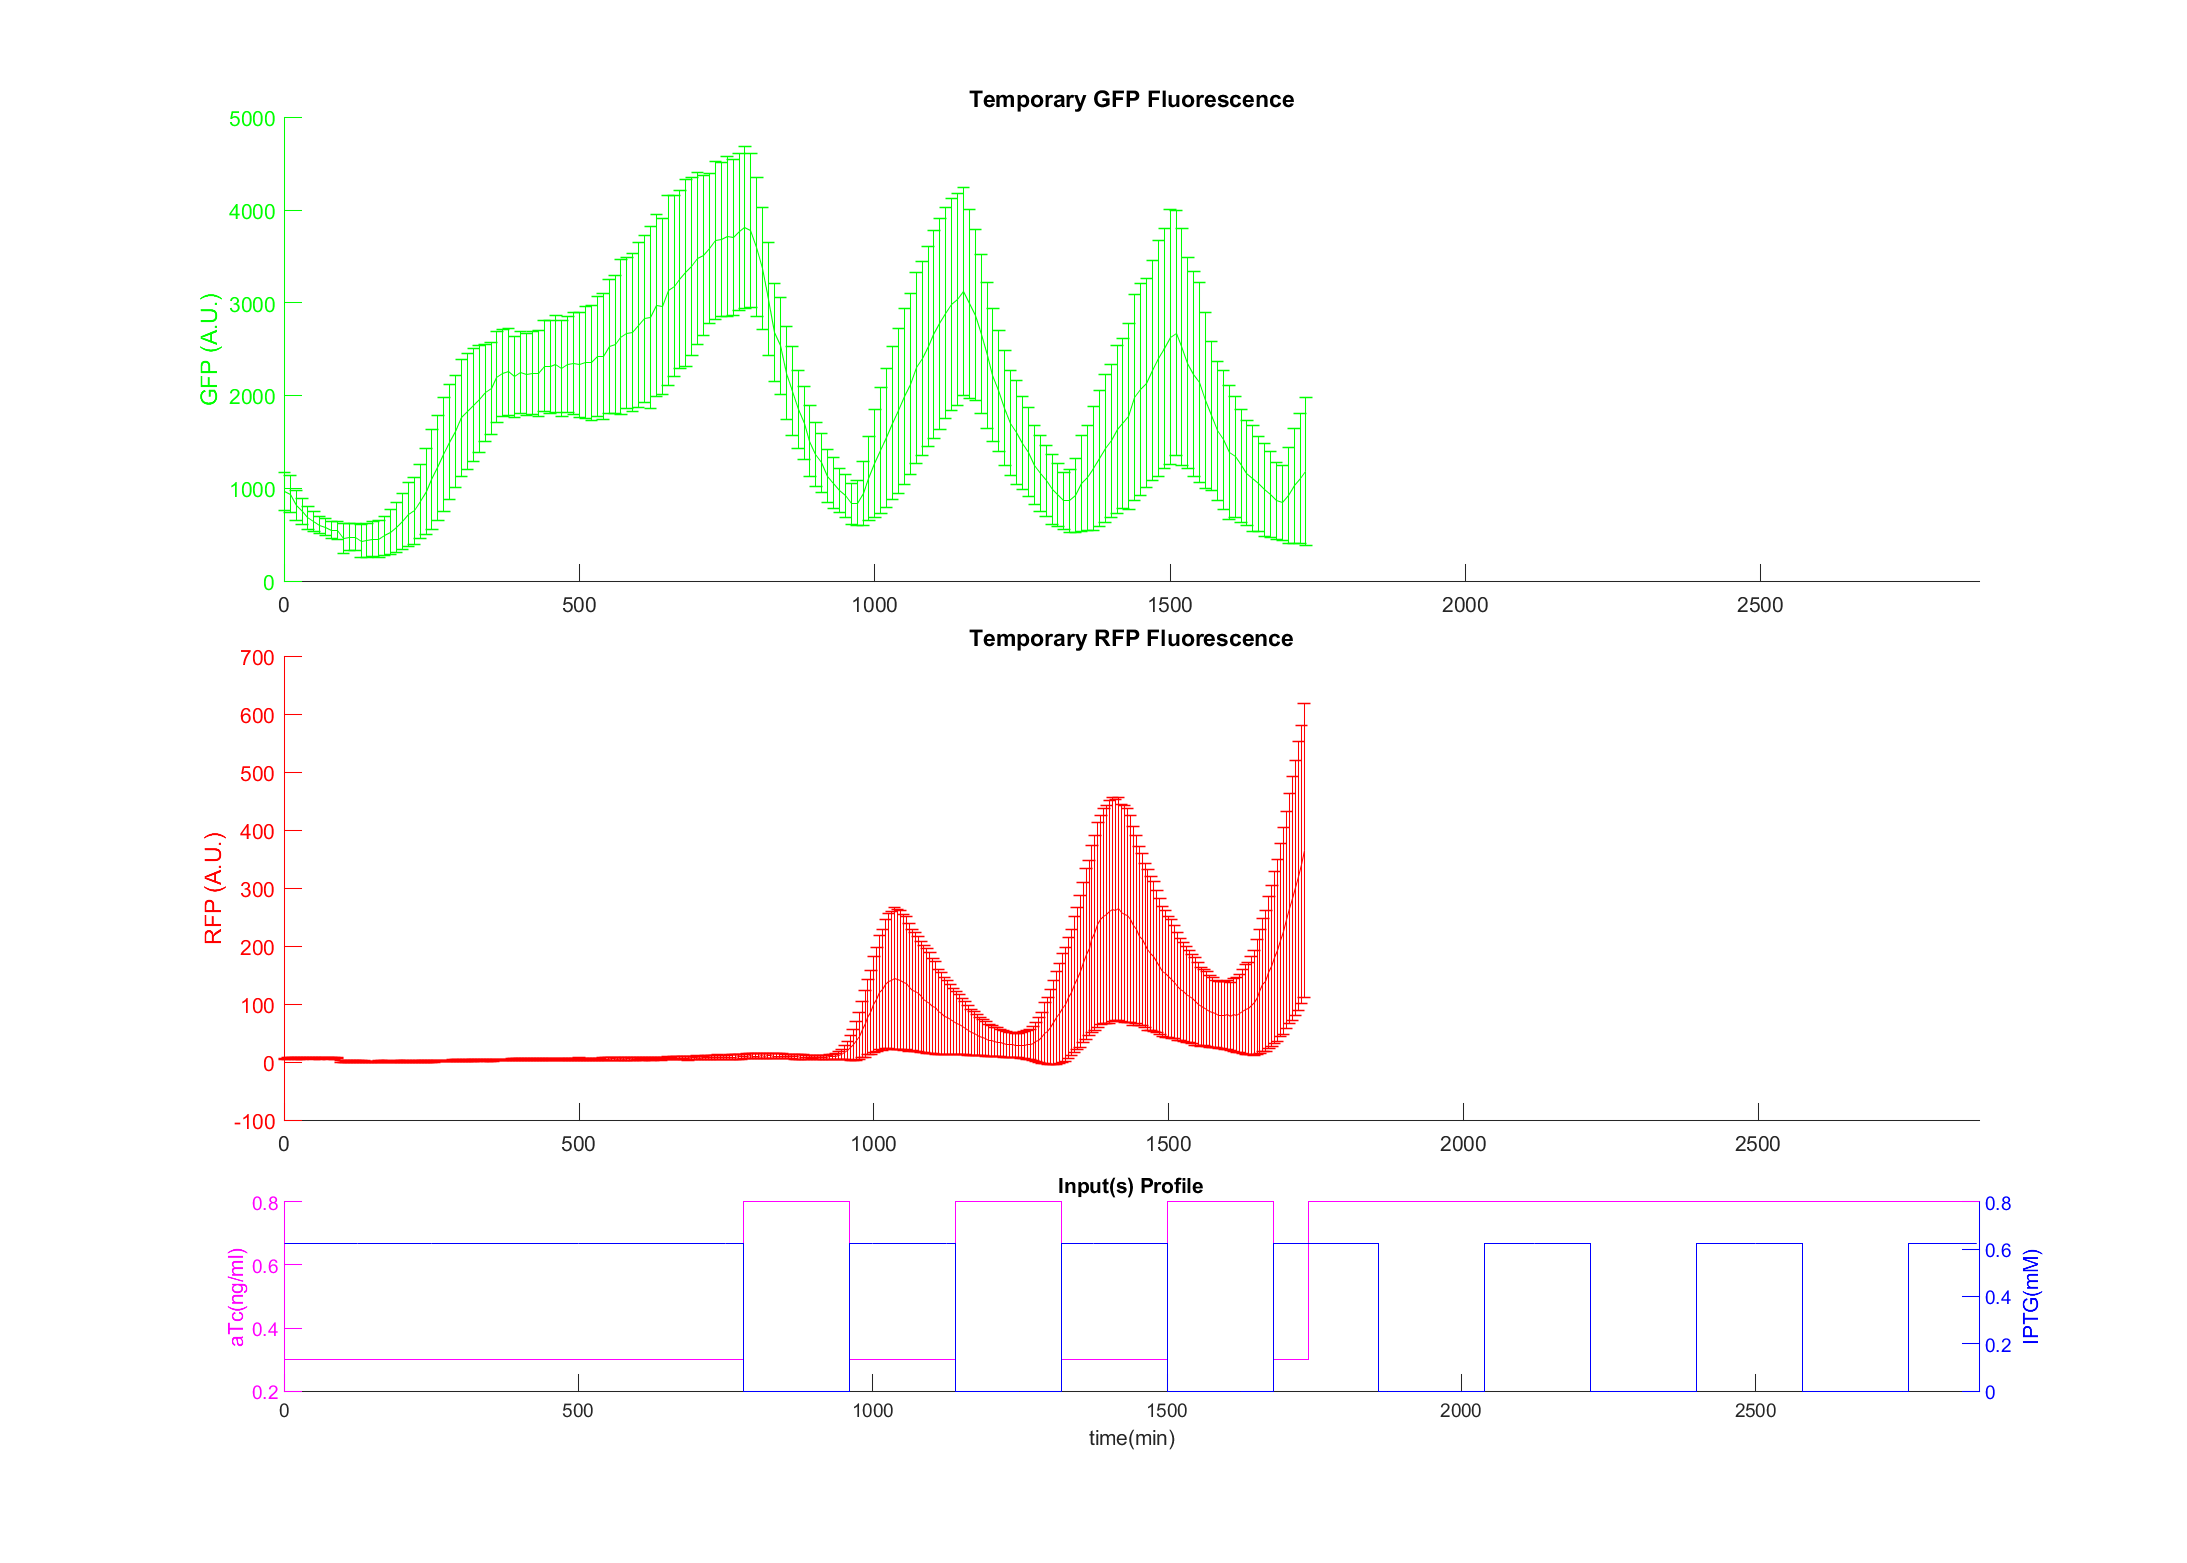 Temporary GFP Fluorescence
5000
4000
3000
2000
1000
0
GFP (A.U.)
0 500 1000 1500 2000 2500
Temporary RFP Fluorescence
700
600
500
400
300
200
100
0
-100
RFP (A.U.)
0 500 1000 1500 2000 2500
Input(s) Profile
0.8
0.6
0.4
0.2
aTc(ng/ml)
0.8
0.6
0.4
0.2
0
IPTG(mM)
0 500 1000 1500 2000 2500
time(min)